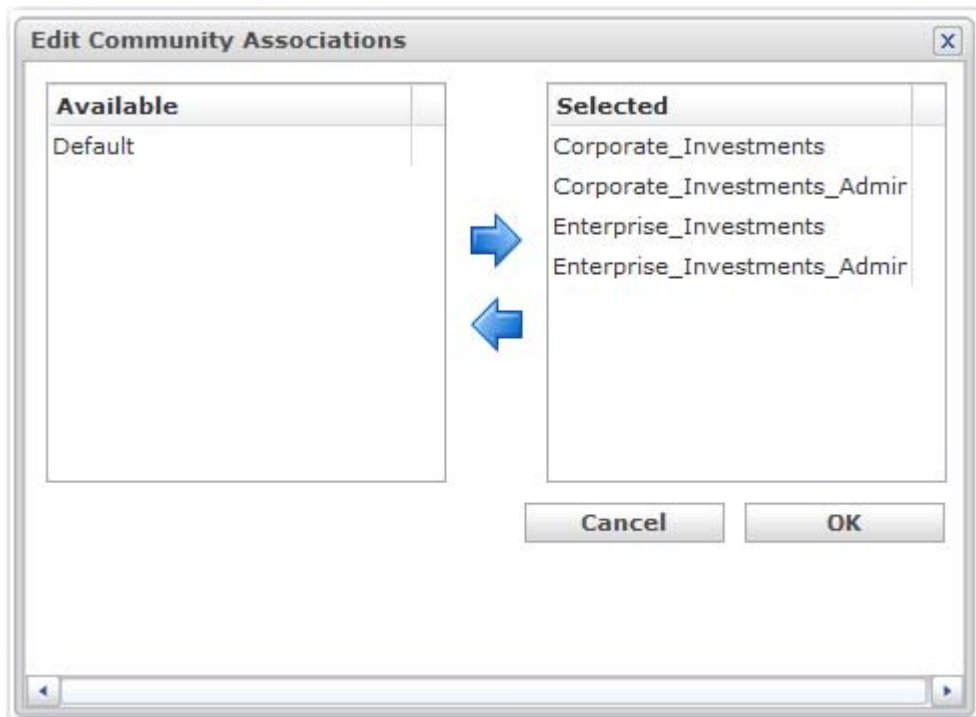 Edit Community Associations
X
Available
Default
Selected
Corporate_Investments
Corporate_Investments_Admir
Enterprise_Investments
Enterprise_Investments_Admir
Cancel
OK